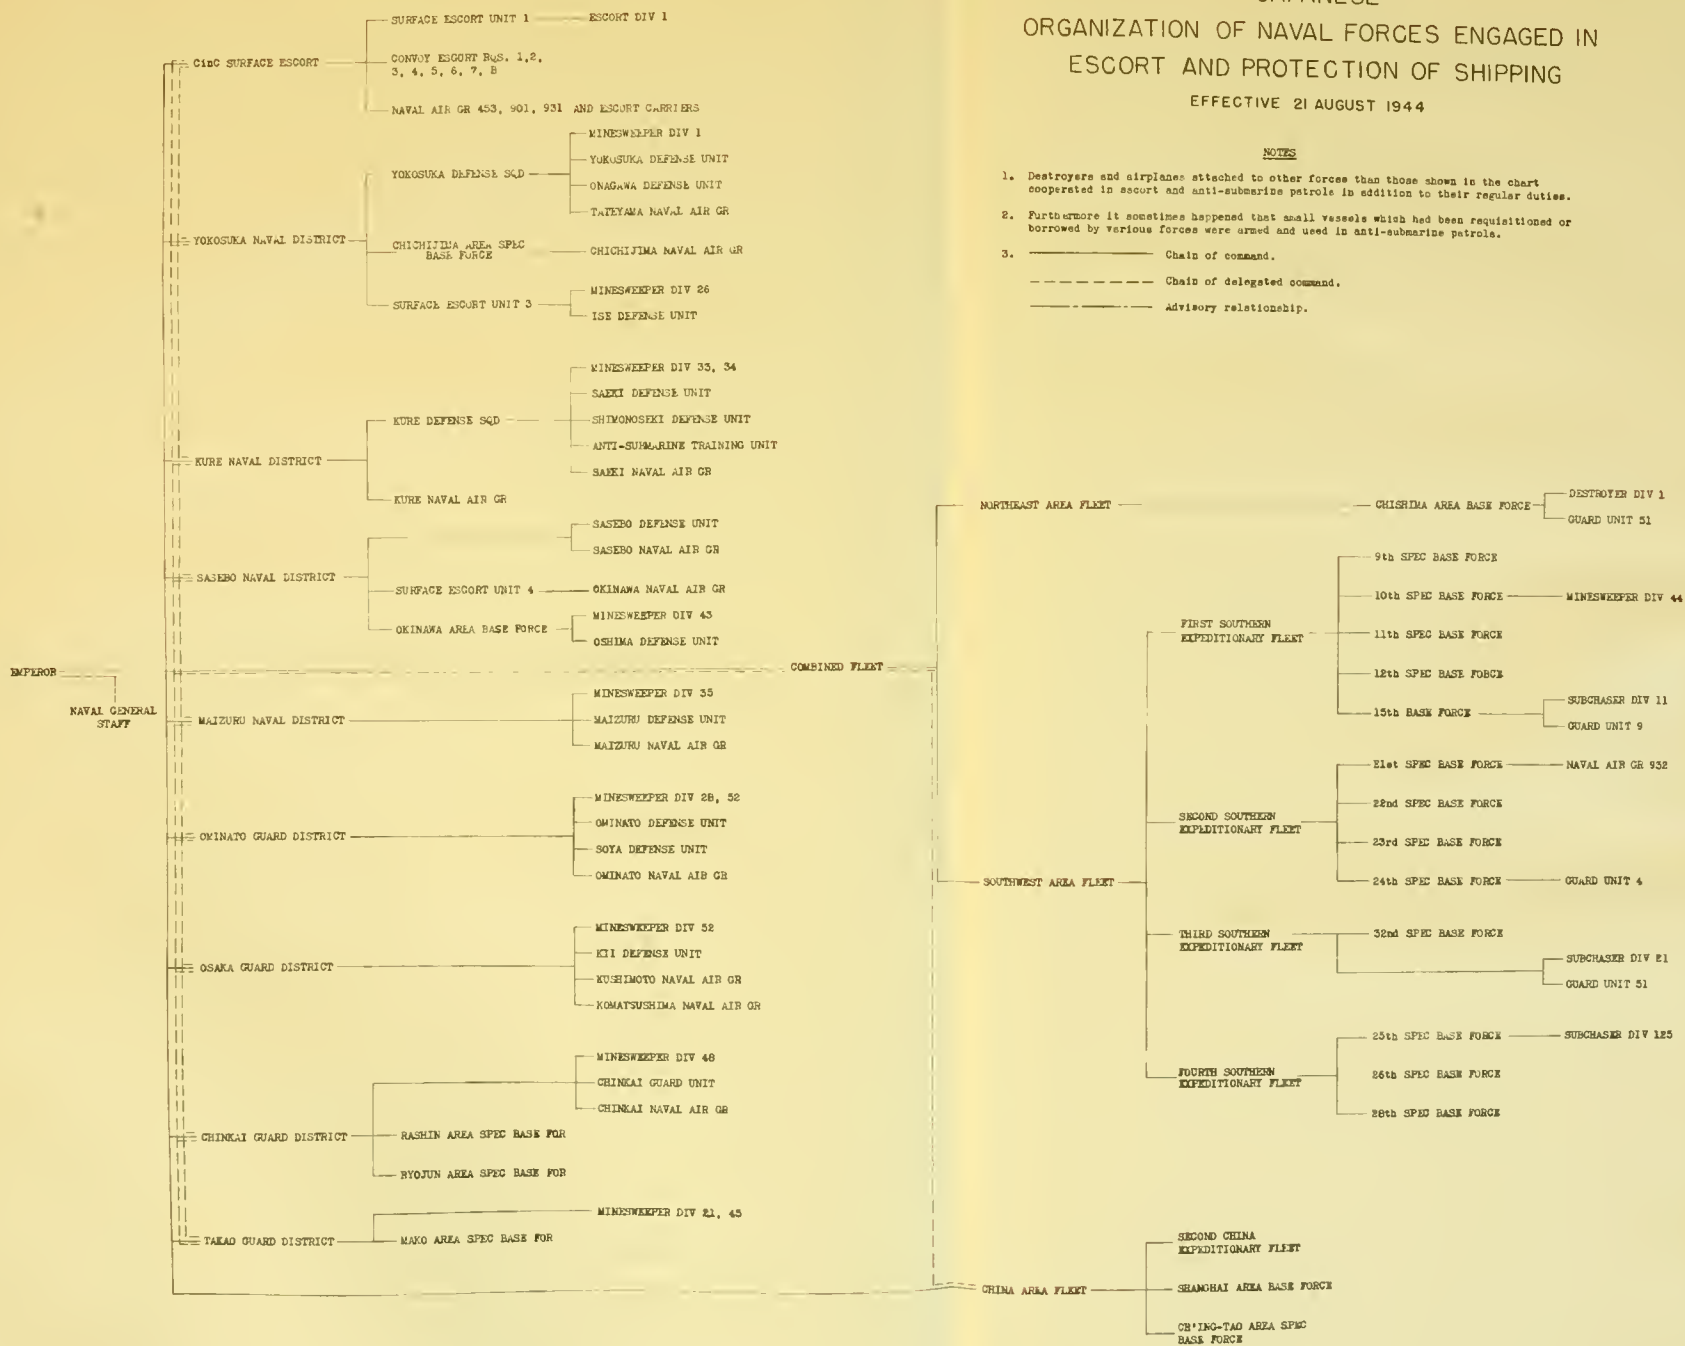 ORGANIZATION OF NAVAL FORCES ENGAGED IN
ESCORT AND PROTECTION OF SHIPPING
EFFECTIVE 21 AUGUST 1944
NOTES
1. Destroyers and airplanes attached to other forces than those shown in the chart
cooperated in escort and anti-submarine patrols in addition to their regular duties.
2. Furthermore it sometimes happened that small vessels which had been requisitioned or
borrowed by various forces were armed and used in anti-submarine patrols.
3. Chain of command.
Chain of delegated command.
Advisory relationship.
EMPEROR
NAVAL GENERAL
STAFF
CinC SURFACE ESCORT
SURFACE ESCORT UNIT 1
ESCORT DIV 1
CONVOY ESCORT RQS. 1,2,
3, 4, 5, 6, 7, 8
NAVAL AIR GR 453, 901, 931 AND ESCORT CARRIERS
YOKOSUKA NAVAL DISTRICT
YOKOSUKA DEFENSE SQD
MINESWEEPER DIV 1
YOKOSUKA DEFENSE UNIT
ONAGAWA DEFENSE UNIT
TATEYAMA NAVAL AIR GR
CHICHIJIMA AREA SPEC
BASE FORCE
CHICHIJIMA NAVAL AIR GR
SURFACE ESCORT UNIT 3
MINESWEEPER DIV 26
ISE DEFENSE UNIT
KURE NAVAL DISTRICT
KURE DEFENSE SQD
MINESWEEPER DIV 33, 34
SAEKI DEFENSE UNIT
SHIMONOSEKI DEFENSE UNIT
ANTI-SUBMARINE TRAINING UNIT
SAEKI NAVAL AIR GR
KURE NAVAL AIR GR
SASEBO NAVAL DISTRICT
SASEBO DEFENSE UNIT
SASEBO NAVAL AIR GR
SURFACE ESCORT UNIT 4
OKINAWA NAVAL AIR GR
OKINAWA AREA BASE FORCE
MINESWEEPER DIV 43
OSHIMA DEFENSE UNIT
MAIZURU NAVAL DISTRICT
MINESWEEPER DIV 35
MAIZURU DEFENSE UNIT
MAIZURU NAVAL AIR GR
OMINATO GUARD DISTRICT
MINESWEEPER DIV 28, 52
OMINATO DEFENSE UNIT
SOYA DEFENSE UNIT
OMINATO NAVAL AIR GR
OSAKA GUARD DISTRICT
MINESWEEPER DIV 52
KII DEFENSE UNIT
KUSHIMOTO NAVAL AIR GR
KOMATSUSHIMA NAVAL AIR GR
CHINKAI GUARD DISTRICT
MINESWEEPER DIV 48
CHINKAI GUARD UNIT
CHINKAI NAVAL AIR GR
RASHIN AREA SPEC BASE FOR
RYOJUN AREA SPEC BASE FOR
TAKAO GUARD DISTRICT
MINESWEEPER DIV 21, 45
MAKO AREA SPEC BASE FOR
COMBINED FLEET
NORTHEAST AREA FLEET
CHISHIMA AREA BASE FORCE
DESTROYER DIV 1
GUARD UNIT 51
SOUTHWEST AREA FLEET
FIRST SOUTHERN
EXPEDITIONARY FLEET
9th SPEC BASE FORCE
10th SPEC BASE FORCE
MINESWEEPER DIV 44
11th SPEC BASE FORCE
12th SPEC BASE FORCE
15th BASE FORCE
SUBCHASER DIV 11
GUARD UNIT 9
SECOND SOUTHERN
EXPEDITIONARY FLEET
21st SPEC BASE FORCE
NAVAL AIR GR 932
22nd SPEC BASE FORCE
23rd SPEC BASE FORCE
24th SPEC BASE FORCE
GUARD UNIT 4
THIRD SOUTHERN
EXPEDITIONARY FLEET
32nd SPEC BASE FORCE
SUBCHASER DIV 21
GUARD UNIT 51
FOURTH SOUTHERN
EXPEDITIONARY FLEET
25th SPEC BASE FORCE
SUBCHASER DIV 125
26th SPEC BASE FORCE
28th SPEC BASE FORCE
CHINA AREA FLEET
SECOND CHINA
EXPEDITIONARY FLEET
SHANGHAI AREA BASE FORCE
CH'ING-TAO AREA SPEC
BASE FORCE